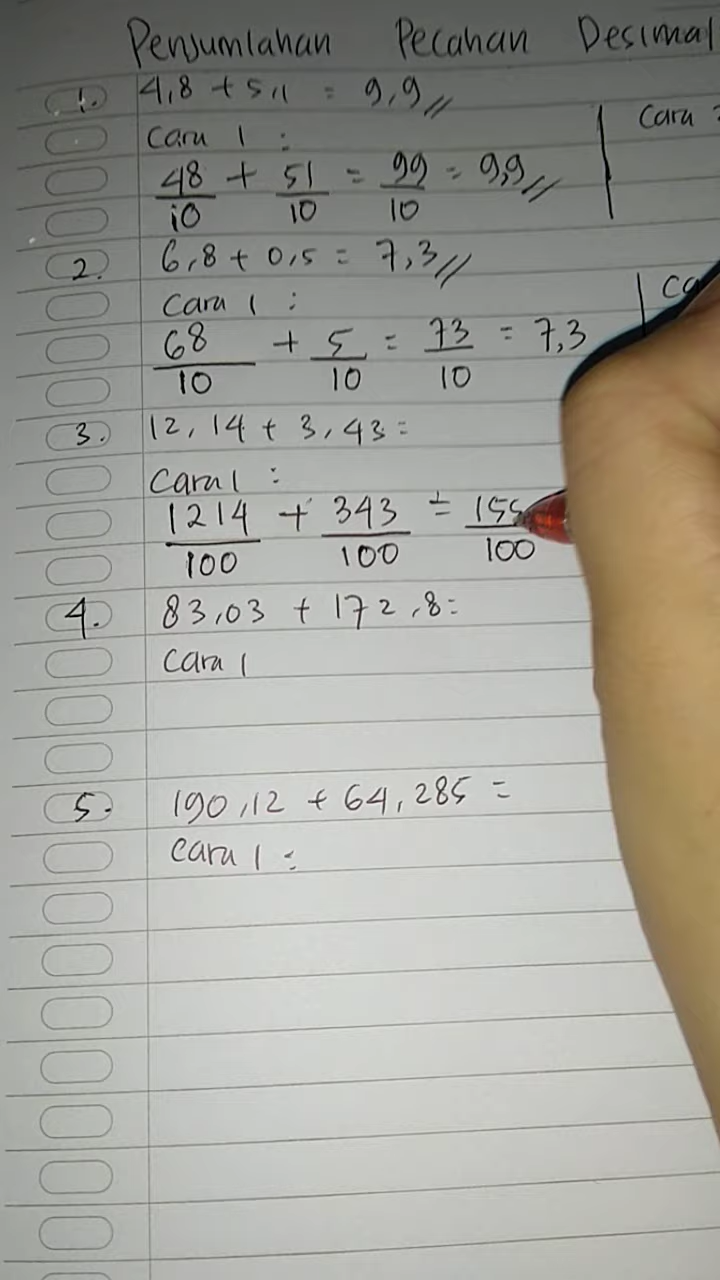 Penjumlahan Pecahan Desimal
1. 4,8 + 5,1 = 9,9 //
Cara 1 :
Cara
48/10 + 51/10 = 99/10 = 9,9 //
2. 6,8 + 0,5 = 7,3 //
Cara 1 :
68/10 + 5/10 = 73/10 = 7,3
3. 12,14 + 3,43 =
Cara 1 :
1214/100 + 343/100 = 155/100
4. 83,03 + 172,8 =
Cara 1
5. 190,12 + 64,285 =
Cara 1 :